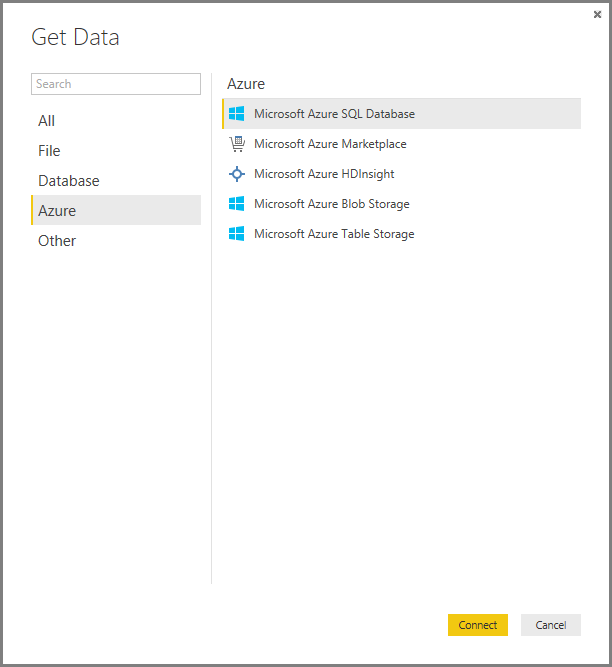 Get Data
Search
All
File
Database
Azure
Other
Azure
Microsoft Azure SQL Database
Microsoft Azure Marketplace
Microsoft Azure HDInsight
Microsoft Azure Blob Storage
Microsoft Azure Table Storage
Connect
Cancel